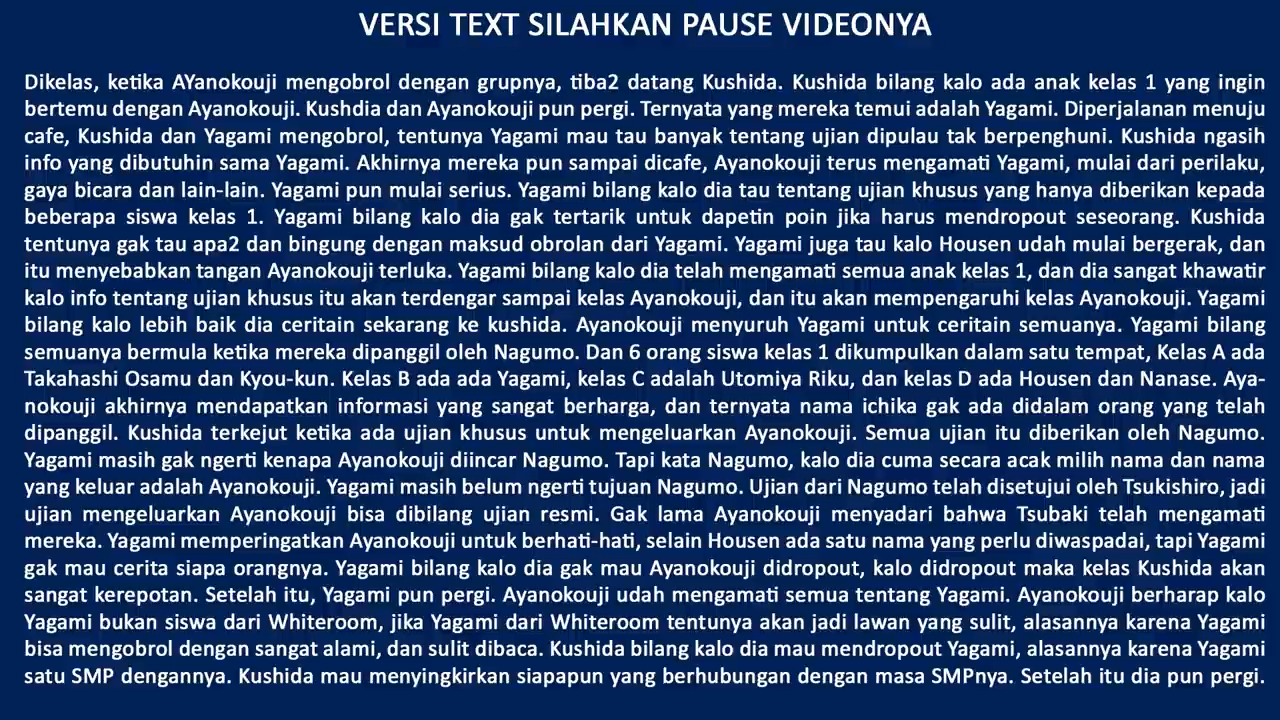 VERSI TEXT SILAHKAN PAUSE VIDEONYA
Dikelas, ketika AYanokouji mengobrol dengan grupnya, tiba2 datang Kushida. Kushida bilang kalo ada anak kelas 1 yang ingin
bertemu dengan Ayanokouji. Kushdia dan Ayanokouji pun pergi. Ternyata yang mereka temui adalah Yagami. Diperjalanan menuju
cafe, Kushida dan Yagami mengobrol, tentunya Yagami mau tau banyak tentang ujian dipulau tak berpenghuni. Kushida ngasih
info yang dibutuhin sama Yagami. Akhirnya mereka pun sampai dicafe, Ayanokouji terus mengamati Yagami, mulai dari perilaku,
gaya bicara dan lain-lain. Yagami pun mulai serius. Yagami bilang kalo dia tau tentang ujian khusus yang hanya diberikan kepada
beberapa siswa kelas 1. Yagami bilang kalo dia gak tertarik untuk dapetin poin jika harus mendropout seseorang. Kushida
tentunya gak tau apa2 dan bingung dengan maksud obrolan dari Yagami. Yagami juga tau kalo Housen udah mulai bergerak, dan
itu menyebabkan tangan Ayanokouji terluka. Yagami bilang kalo dia telah mengamati semua anak kelas 1, dan dia sangat khawatir
kalo info tentang ujian khusus itu akan terdengar sampai kelas Ayanokouji, dan itu akan mempengaruhi kelas Ayanokouji. Yagami
bilang kalo lebih baik dia ceritain sekarang ke kushida. Ayanokouji menyuruh Yagami untuk ceritain semuanya. Yagami bilang
semuanya bermula ketika mereka dipanggil oleh Nagumo. Dan 6 orang siswa kelas 1 dikumpulkan dalam satu tempat, Kelas A ada
Takahashi Osamu dan Kyou-kun. Kelas B ada ada Yagami, kelas C adalah Utomiya Riku, dan kelas D ada Housen dan Nanase. Aya-
nokouji akhirnya mendapatkan informasi yang sangat berharga, dan ternyata nama ichika gak ada didalam orang yang telah
dipanggil. Kushida terkejut ketika ada ujian khusus untuk mengeluarkan Ayanokouji. Semua ujian itu diberikan oleh Nagumo.
Yagami masih gak ngerti kenapa Ayanokouji diincar Nagumo. Tapi kata Nagumo, kalo dia cuma secara acak milih nama dan nama
yang keluar adalah Ayanokouji. Yagami masih belum ngerti tujuan Nagumo. Ujian dari Nagumo telah disetujui oleh Tsukishiro, jadi
ujian mengeluarkan Ayanokouji bisa dibilang ujian resmi. Gak lama Ayanokouji menyadari bahwa Tsubaki telah mengamati
mereka. Yagami memperingatkan Ayanokouji untuk berhati-hati, selain Housen ada satu nama yang perlu diwaspadai, tapi Yagami
gak mau cerita siapa orangnya. Yagami bilang kalo dia gak mau Ayanokouji didropout, kalo didropout maka kelas Kushida akan
sangat kerepotan. Setelah itu, Yagami pun pergi. Ayanokouji udah mengamati semua tentang Yagami. Ayanokouji berharap kalo
Yagami bukan siswa dari Whiteroom, jika Yagami dari Whiteroom tentunya akan jadi lawan yang sulit, alasannya karena Yagami
bisa mengobrol dengan sangat alami, dan sulit dibaca. Kushida bilang kalo dia mau mendropout Yagami, alasannya karena Yagami
satu SMP dengannya. Kushida mau menyingkirkan siapapun yang berhubungan dengan masa SMPnya. Setelah itu dia pun pergi.